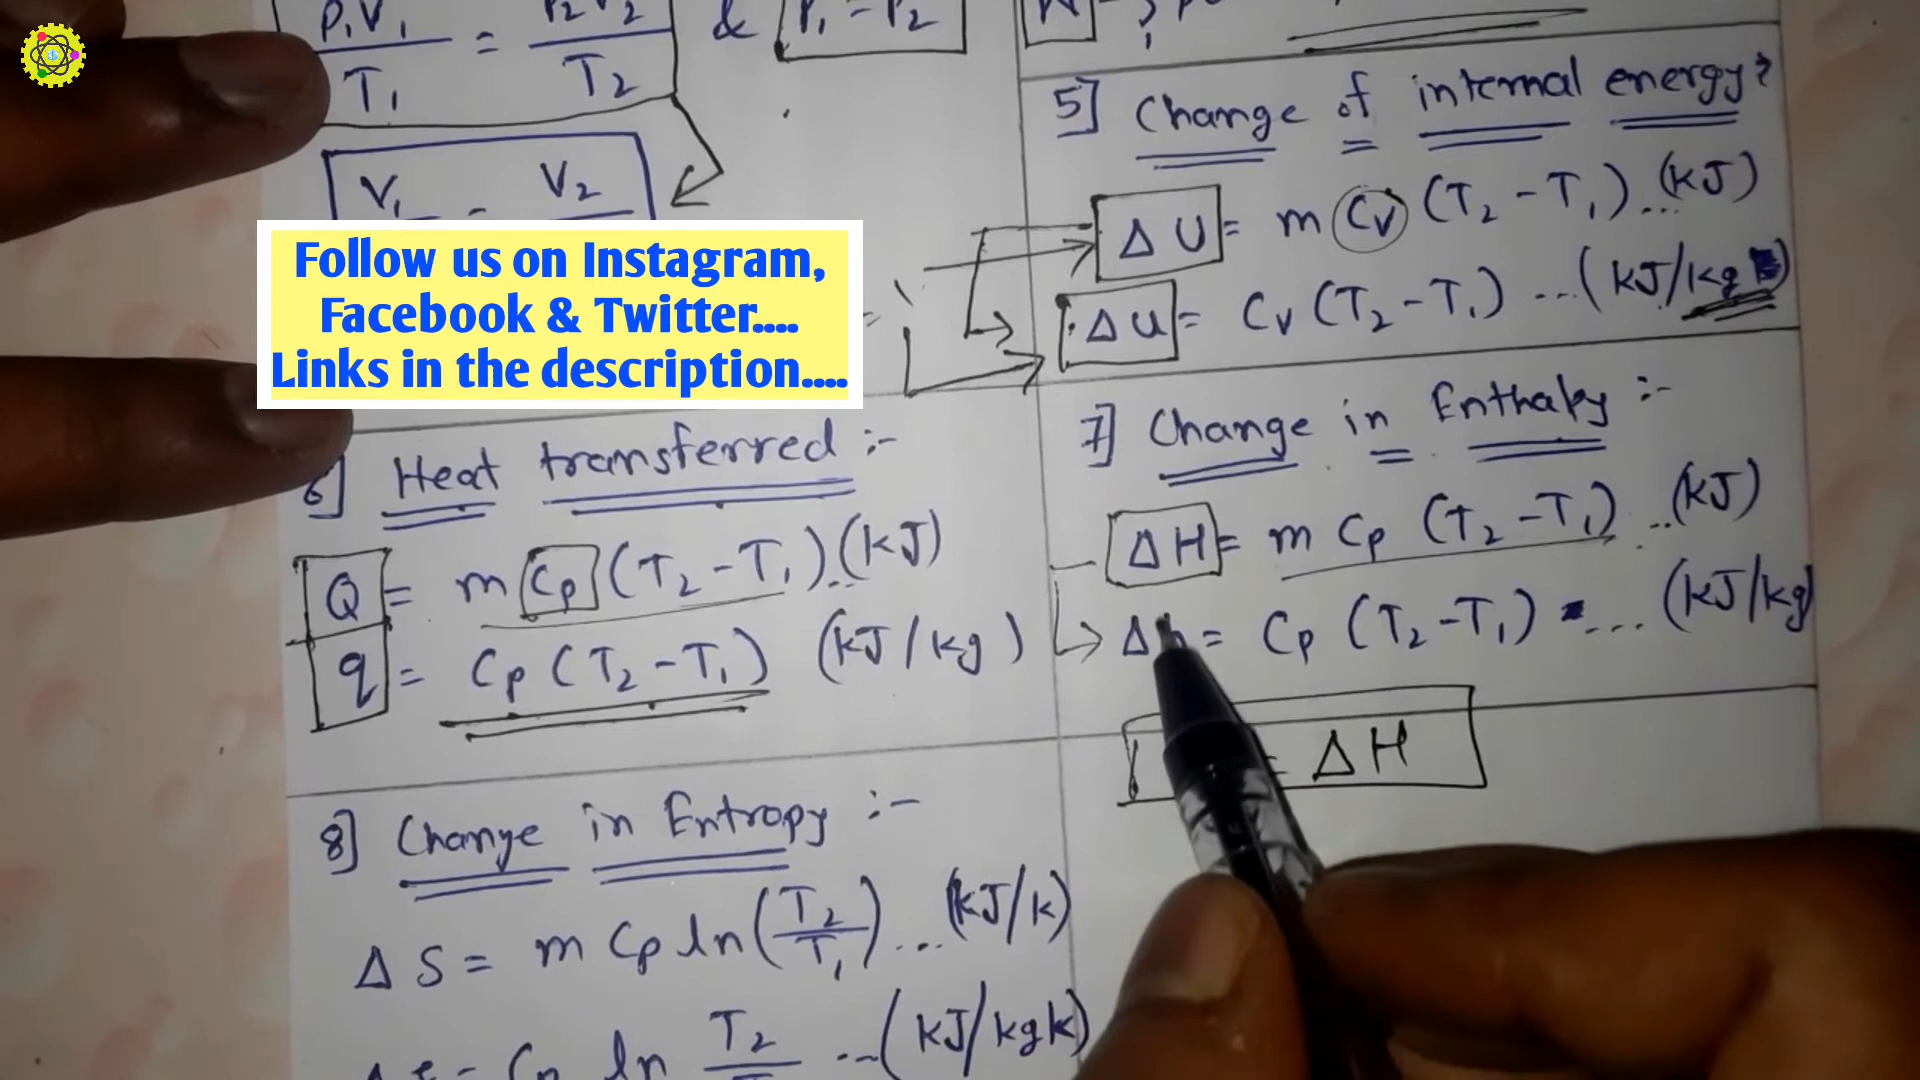 P₁V₁/T₁ = P₂V₂/T₂ & P₁ = P₂
V₁ = V₂
Follow us on Instagram,
Facebook & Twitter....
Links in the description....
5] Change of internal energy:
ΔU = m Cv (T₂ - T₁)... (kJ)
Δu = Cv (T₂ - T₁) ...(kJ/kg)
6] Heat transferred :-
Q = m Cp (T₂ - T₁)... (kJ)
q = Cp (T₂ - T₁) (kJ/kg)
7] Change in Enthalpy :-
ΔH = m Cp (T₂ - T₁) ...(kJ)
Δh = Cp (T₂ - T₁) .... (kJ/kg)
= ΔH
8] Change in Entropy :-
ΔS = m Cp ln (T₂/T₁) .... (kJ/k)
Cp ln T₂ ...(kJ/kgk)